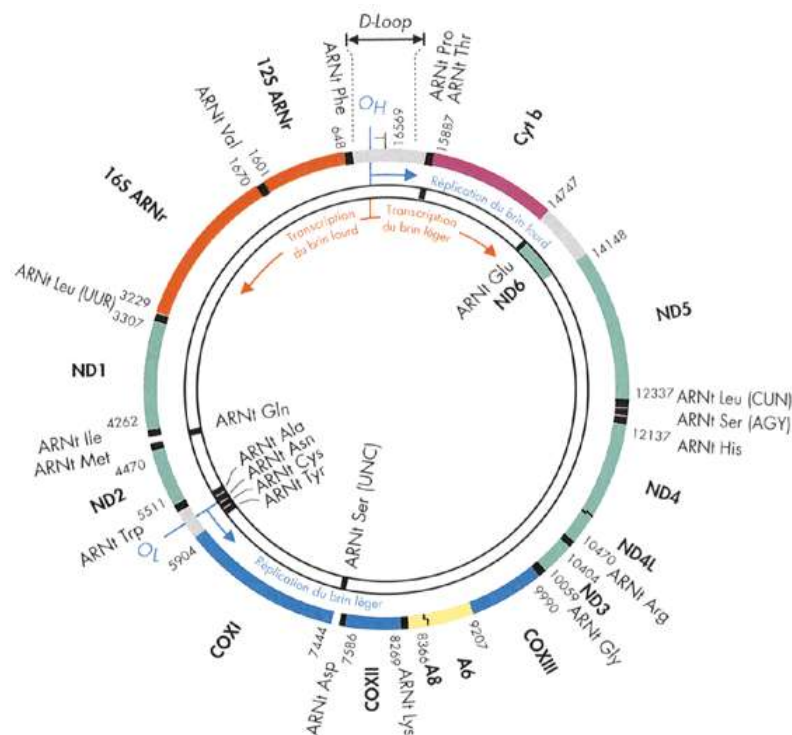 D-Loop
ARNt Phe
648
OH
16569
ARNt Pro
ARNt Thr
15887
Cyt b
14747
14148
ND5
12337
ARNt Leu (CUN)
ARNt Ser (AGY)
12137
ARNt His
ND4
ND4L
10470
ARNt Arg
10404
ND3
10059
ARNt Gly
9990
COXIII
9207
A6
A8
8366
ARNt Lys
8269
COXII
7586
ARNt Asp
7444
COXI
5904
OL
ARNt Trp
5511
ND2
4470
ARNt Met
ARNt Ile
4262
ND1
3307
3229
ARNt Leu (UUR)
16S ARNr
1670
1601
ARNt Val
12S ARNr
Réplication du brin lourd
Transcription
du brin lourd
Transcription
du brin léger
ARNt Glu
ND6
ARNt Gln
ARNt Ala
ARNt Asn
ARNt Cys
ARNt Tyr
ARNt Ser (UNC)
Réplication du brin léger